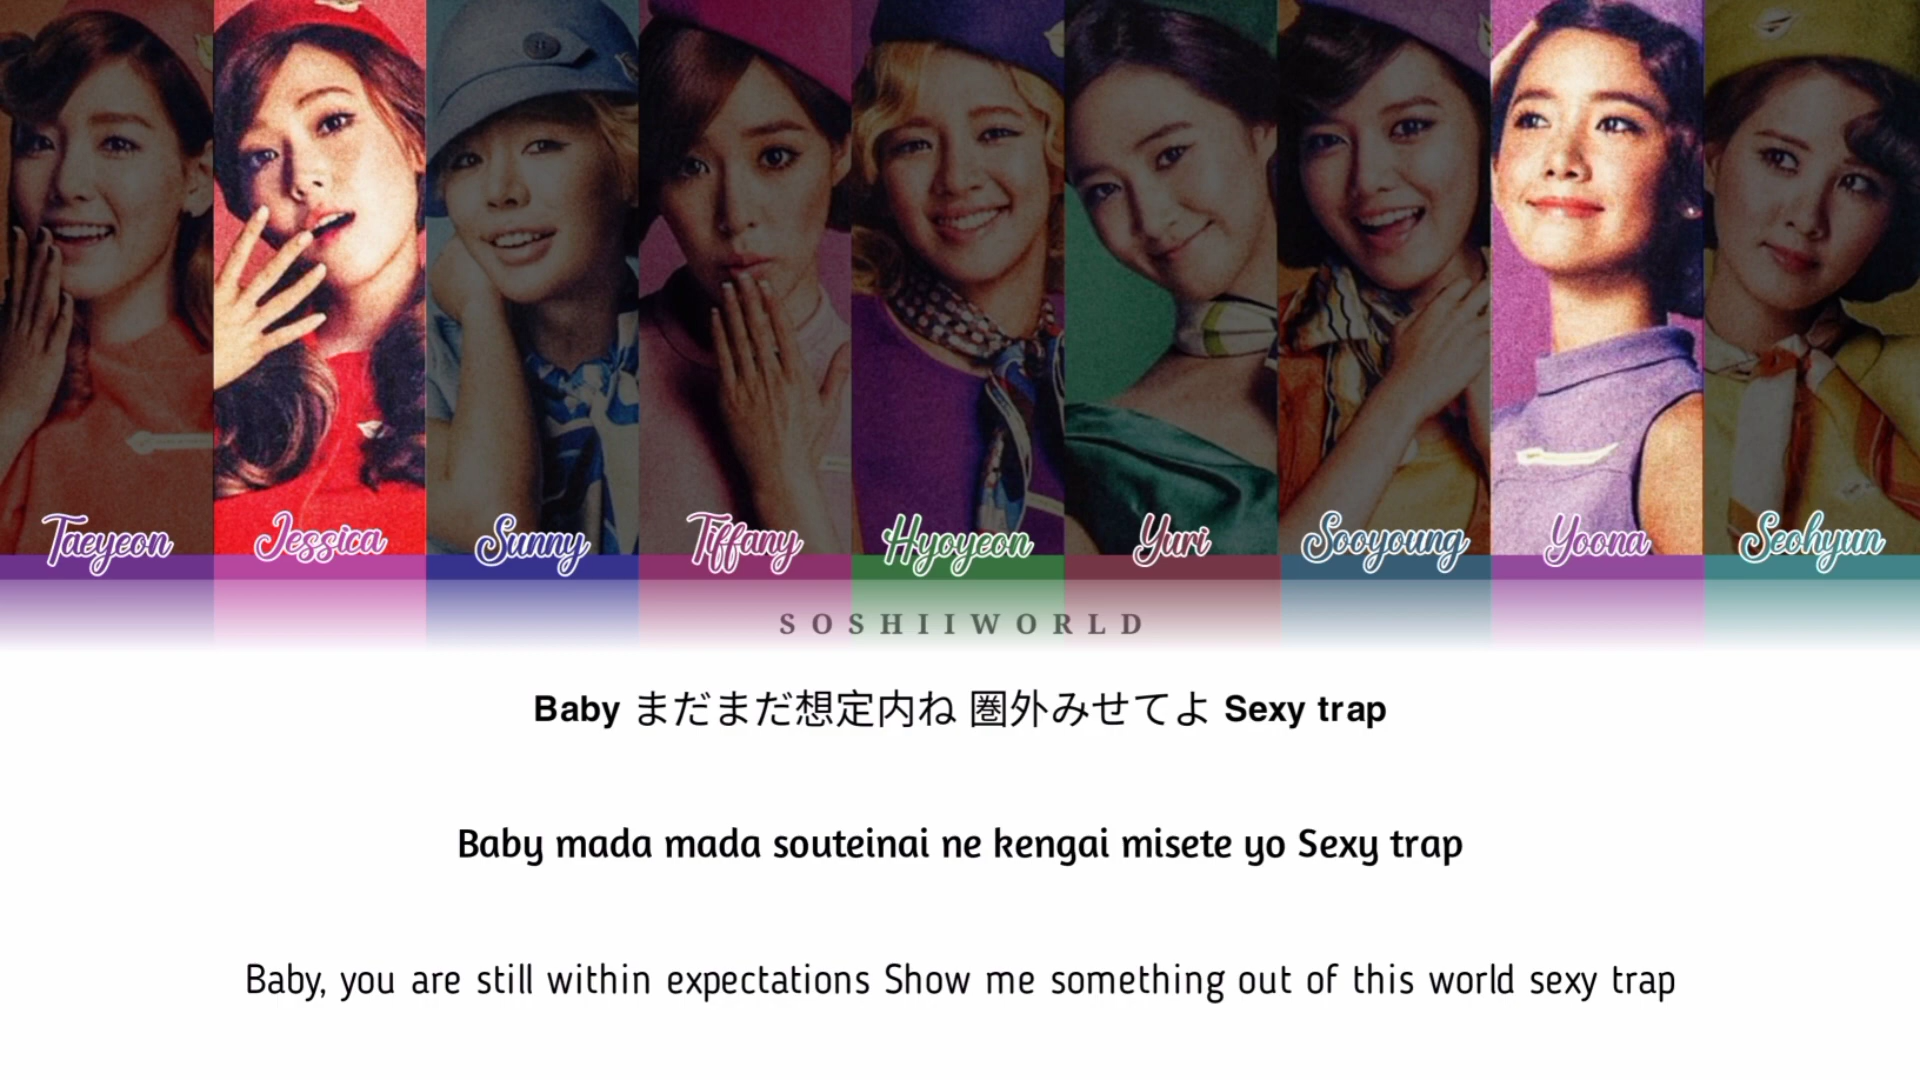 Taeyeon Jessica Sunny Tiffany Hyoyeon Yuri Sooyoung Yoona Seohyun
SOSHIIWORLD
Baby まだまだ想定内ね 圏外みせてよ Sexy trap
Baby mada mada souteinai ne kengai misete yo Sexy trap
Baby, you are still within expectations Show me something out of this world sexy trap